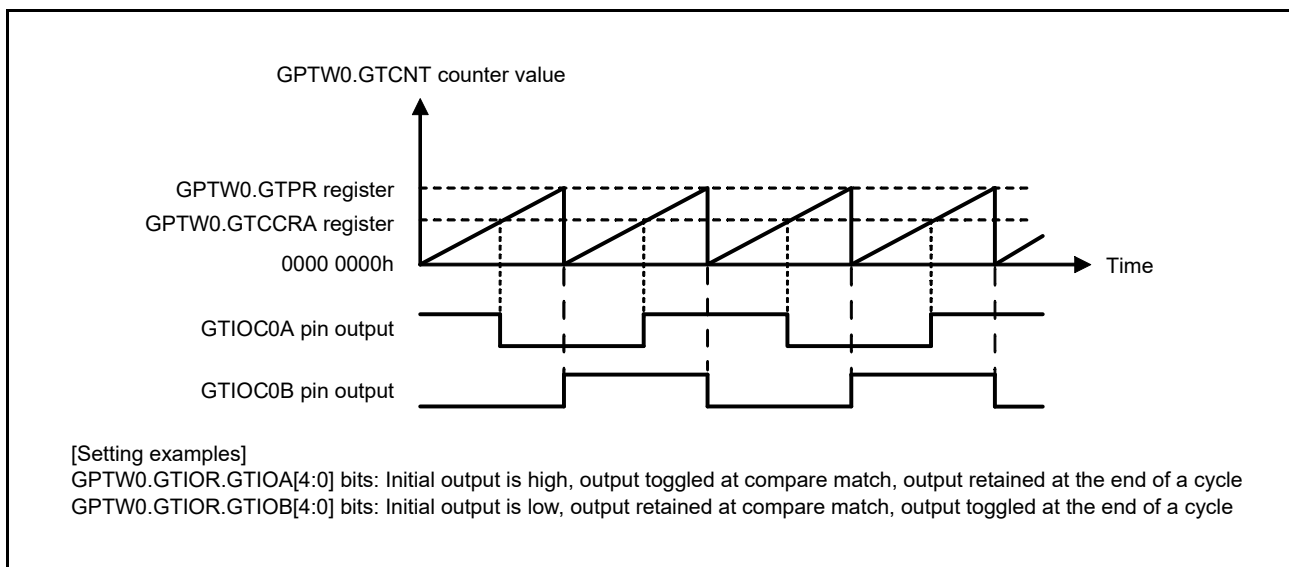 GPTW0.GTCNT counter value
GPTW0.GTPR register
GPTW0.GTCCRA register
0000 0000h
Time
GTIOC0A pin output
GTIOC0B pin output
[Setting examples]
GPTW0.GTIOR.GTIOA[4:0] bits: Initial output is high, output toggled at compare match, output retained at the end of a cycle
GPTW0.GTIOR.GTIOB[4:0] bits: Initial output is low, output retained at compare match, output toggled at the end of a cycle